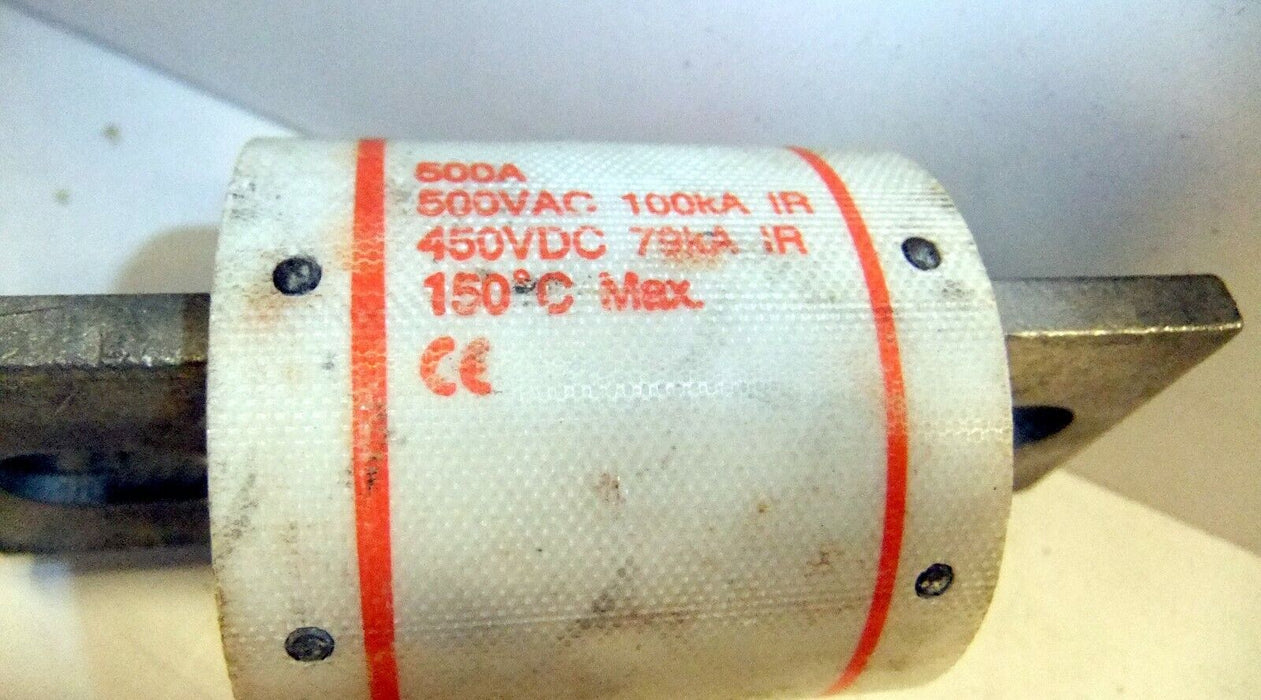 500A
500VAC 100kA IR
450VDC 79kA IR
150°C Max.
CE